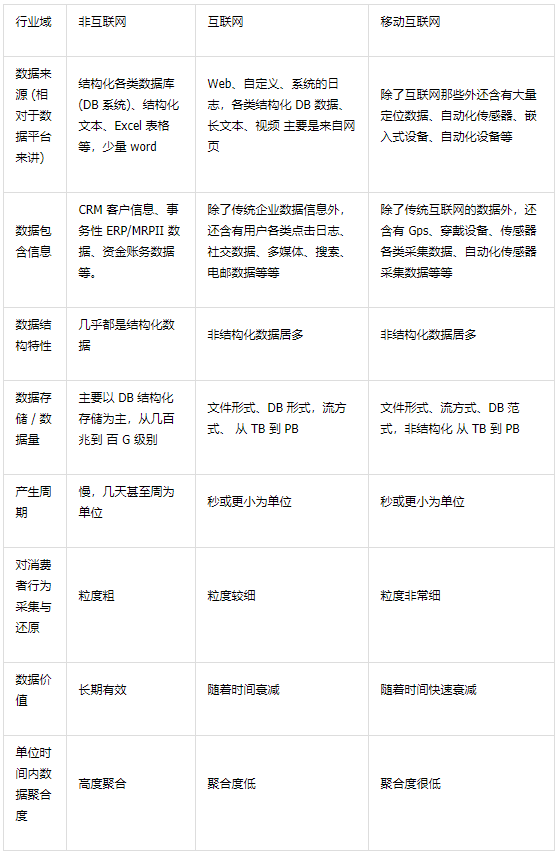 行业域
非互联网
互联网
移动互联网
数据来
源 (相
对于数
据平台
来讲)
结构化各类数据库
(DB 系统)、结构化
文本、Excel 表格
等，少量 word
Web、自定义、系统的日
志，各类结构化 DB 数据、
长文本、视频 主要是来自网
页
除了互联网那些外还含有大量
定位数据、自动化传感器、嵌
入式设备、自动化设备等
数据包
含信息
CRM 客户信息、事
务性 ERP/MRPII 数
据、资金账务数据
等。
除了传统企业数据信息外，
还含有用户各类点击日志、
社交数据、多媒体、搜索、
电邮数据等等
除了传统互联网的数据外，还
含有 Gps、穿戴设备、传感器
各类采集数据、自动化传感器
采集数据等等
数据结
构特性
几乎都是结构化数
据
非结构化数据居多
非结构化数据居多
数据存
储 / 数
据量
主要以 DB 结构化
存储为主，从几百
兆到 百 G 级别
文件形式、DB 形式，流方
式、 从 TB 到 PB
文件形式、流方式、DB 范
式，非结构化 从 TB 到 PB
产生周
期
慢，几天甚至周为
单位
秒或更小为单位
秒或更小为单位
对消费
者行为
采集与
还原
粒度粗
粒度较细
粒度非常细
数据价
值
长期有效
随着时间衰减
随着时间快速衰减
单位时
间内数
据聚合
度
高度聚合
聚合度低
聚合度很低